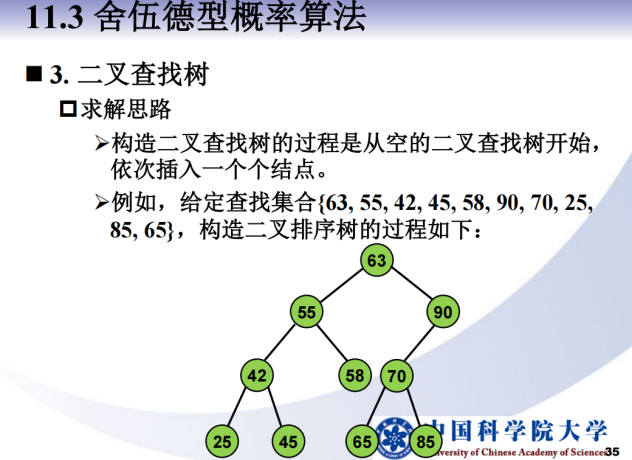 11.3 舍伍德型概率算法
■ 3. 二叉查找树
求解思路
➢构造二叉查找树的过程是从空的二叉查找树开始，
依次插入一个个结点。
➢例如，给定查找集合{63, 55, 42, 45, 58, 90, 70, 25,
85, 65}，构造二叉排序树的过程如下：
63
55 90
42 58 70
25 45 65 85
中国科学院大学
versity of Chinese Academy of Sciences
35